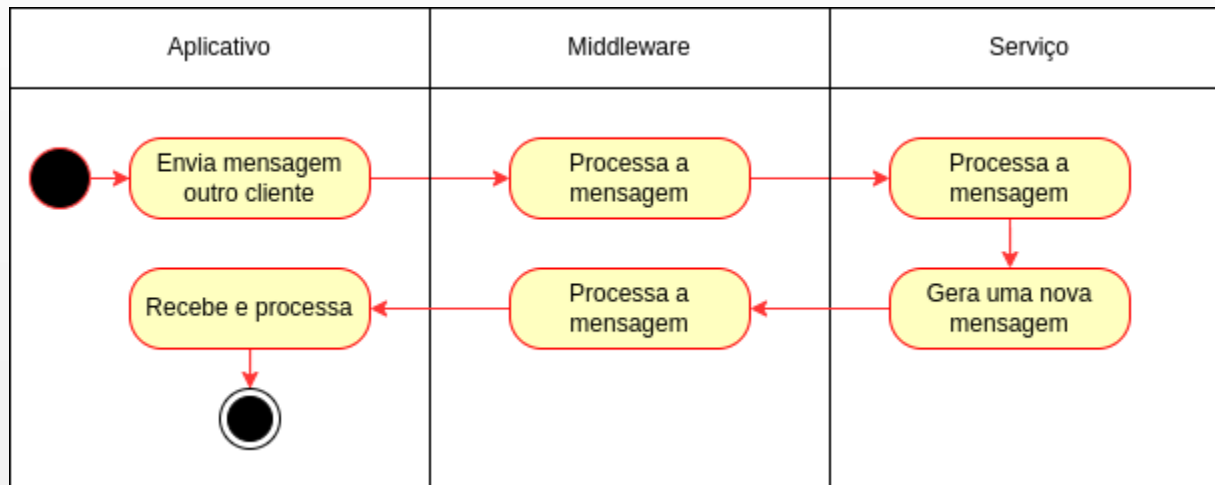 Aplicativo
Middleware
Serviço
Envia mensagem
outro cliente
Processa a
mensagem
Processa a
mensagem
Recebe e processa
Processa a
mensagem
Gera uma nova
mensagem